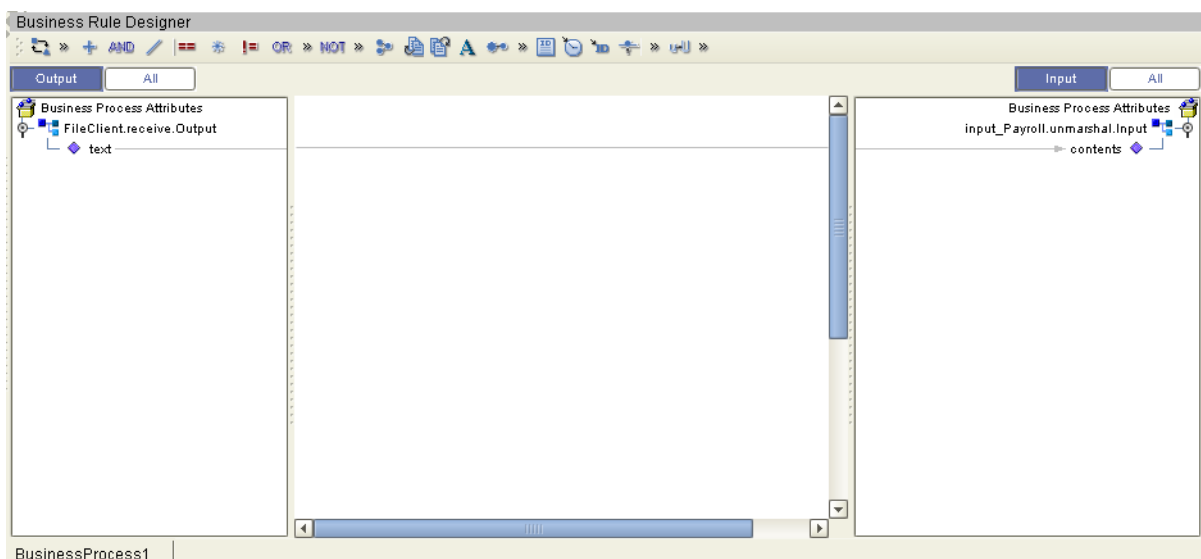 Business Rule Designer
AND == != OR » NOT » A » »
Output All
Input All
Business Process Attributes
FileClient.receive.Output
text
Business Process Attributes
input_Payroll.unmarshal.Input
contents
BusinessProcess1